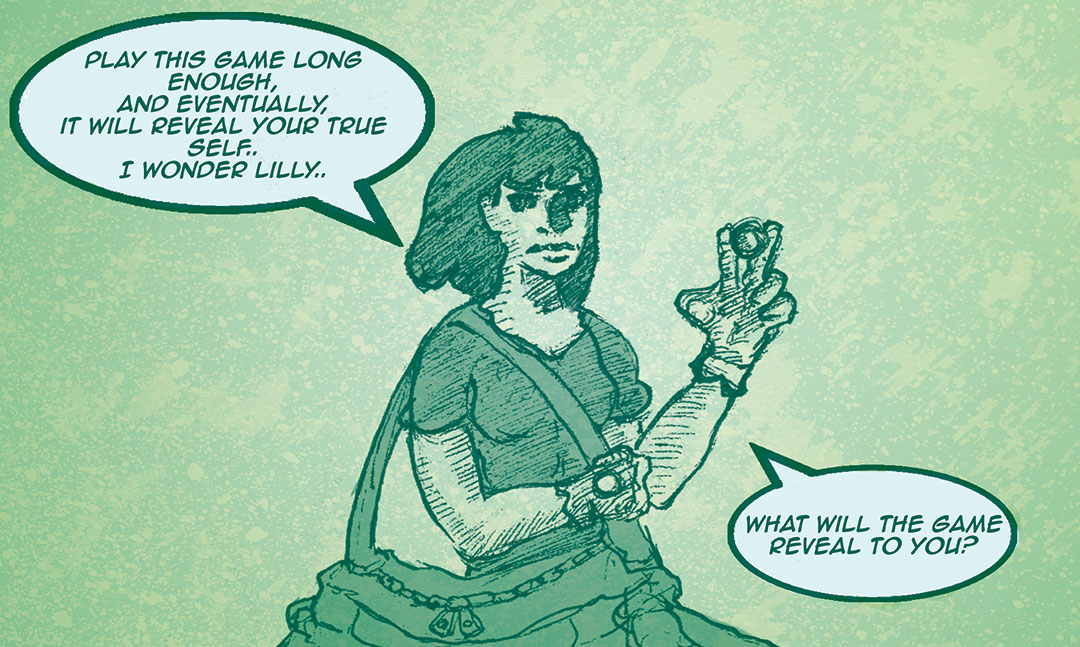 PLAY THIS GAME LONG
ENOUGH,
AND EVENTUALLY,
IT WILL REVEAL YOUR TRUE
SELF..
I WONDER LILLY..
WHAT WILL THE GAME
REVEAL TO YOU?